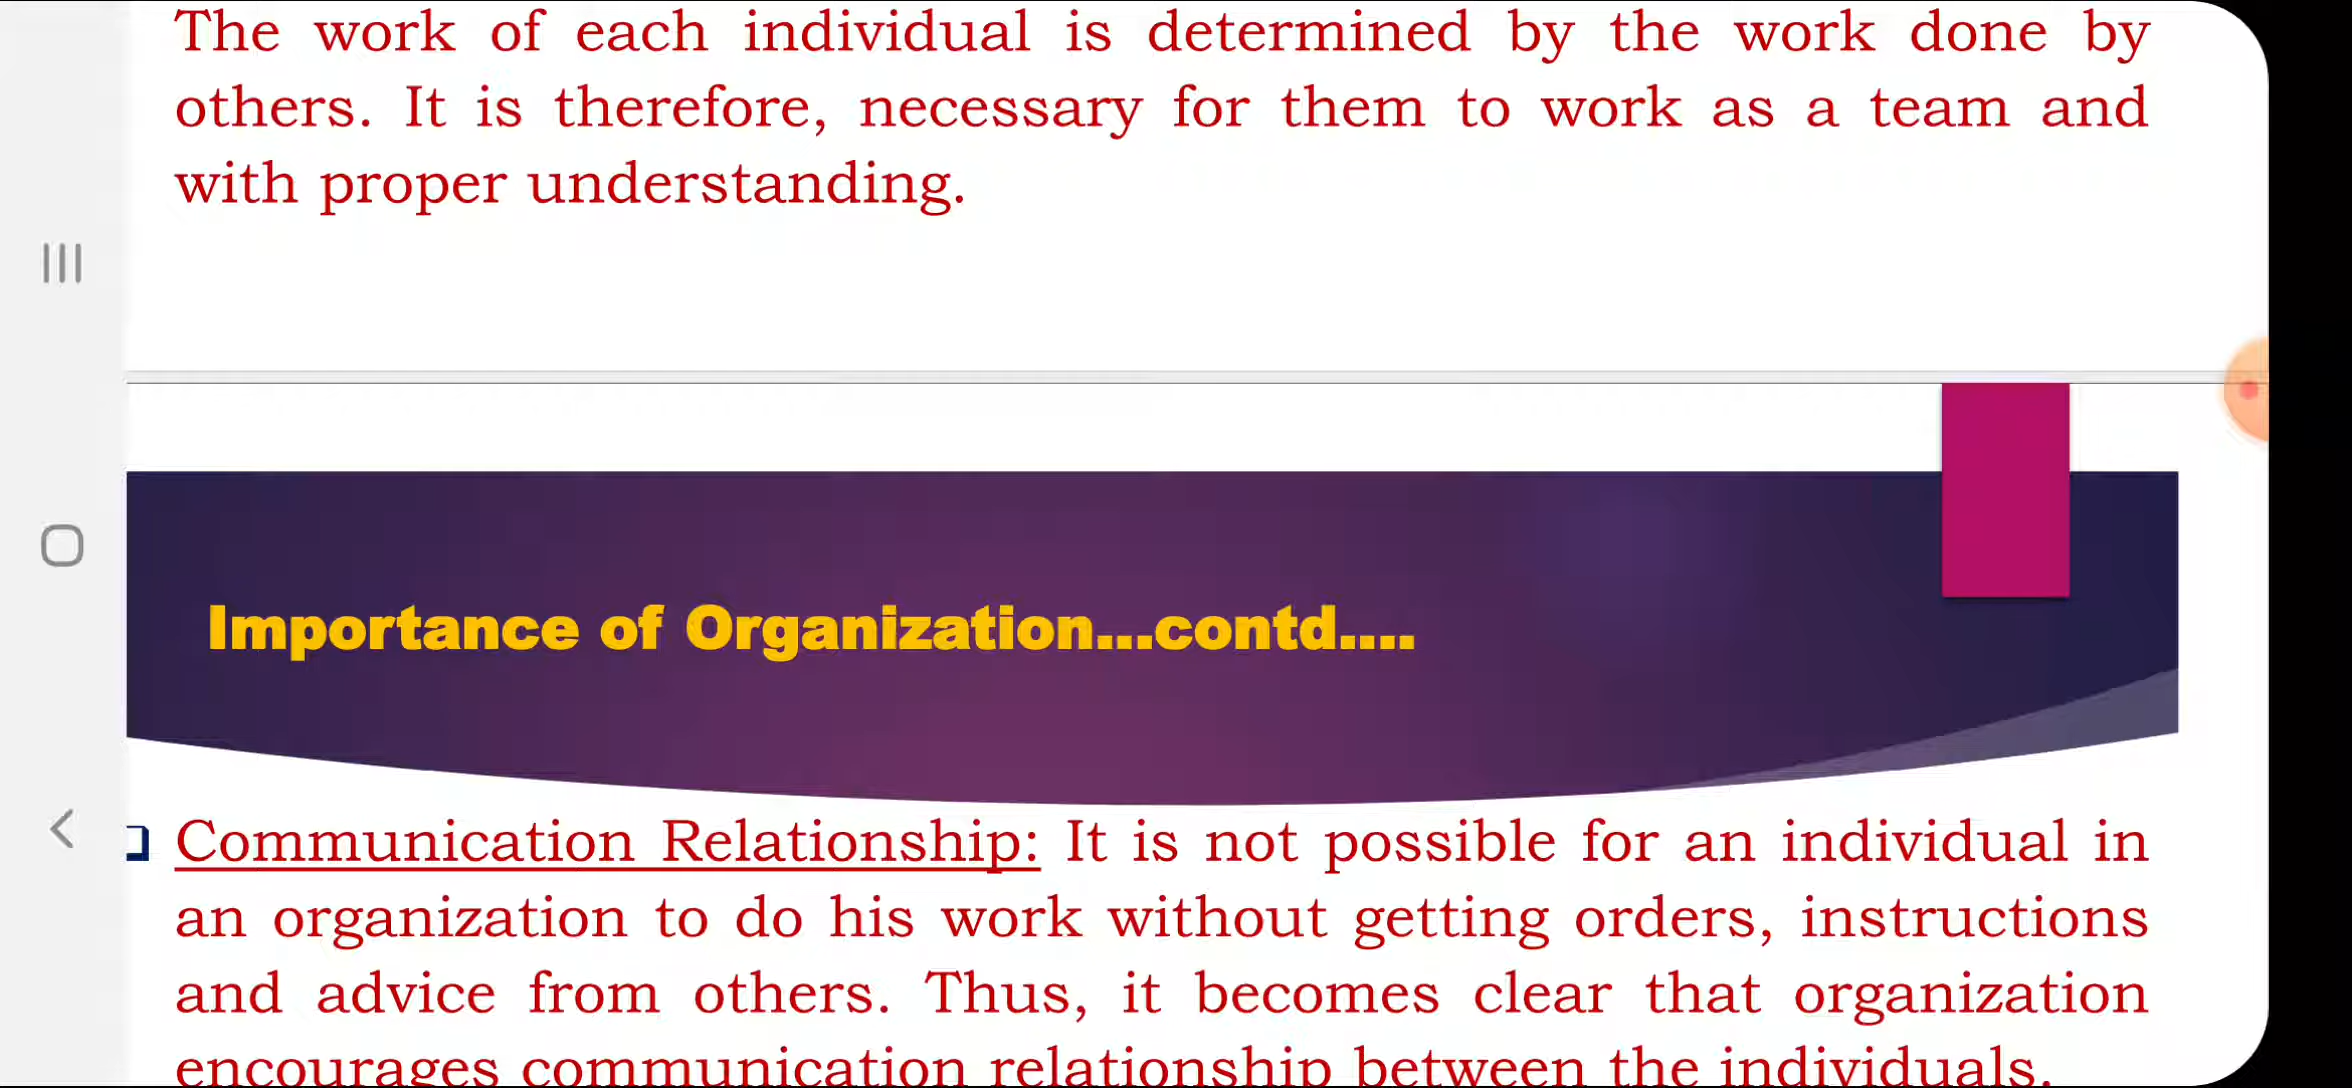 The work of each individual is determined by the work done by
others. It is therefore, necessary for them to work as a team and
with proper understanding.
Importance of Organization...contd....
Communication Relationship: It is not possible for an individual in
an organization to do his work without getting orders, instructions
and advice from others. Thus, it becomes clear that organization
encourages communication relationship between the individuals.